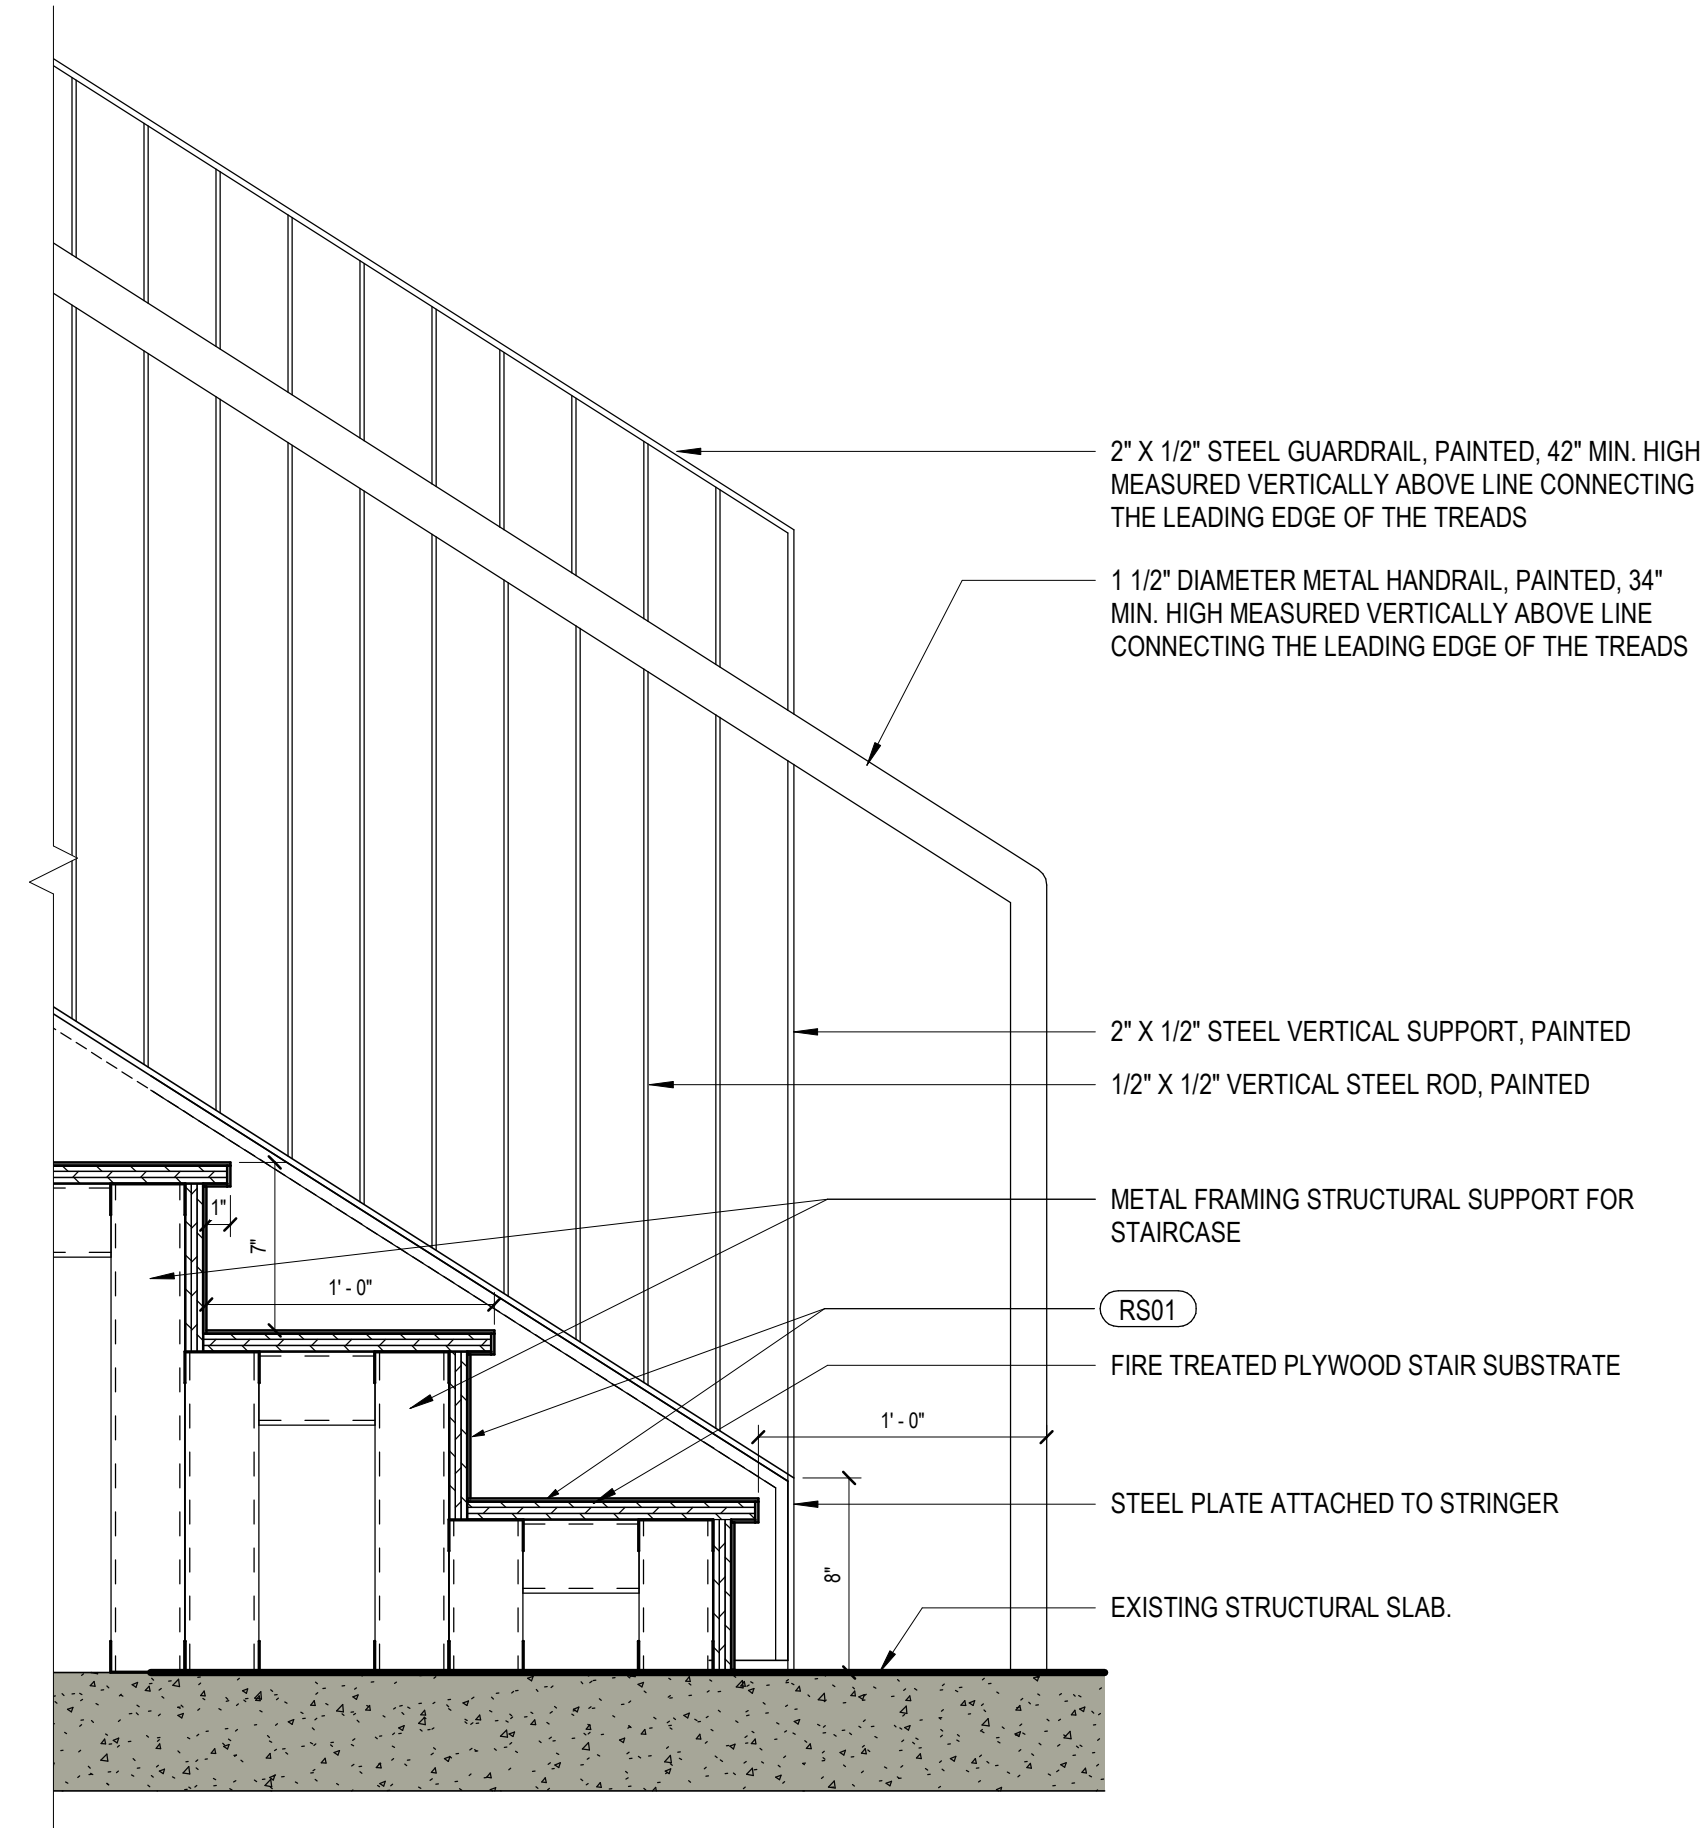 2" X 1/2" STEEL GUARDRAIL, PAINTED, 42" MIN. HIGH
MEASURED VERTICALLY ABOVE LINE CONNECTING
THE LEADING EDGE OF THE TREADS
1 1/2" DIAMETER METAL HANDRAIL, PAINTED, 34"
MIN. HIGH MEASURED VERTICALLY ABOVE LINE
CONNECTING THE LEADING EDGE OF THE TREADS
2" X 1/2" STEEL VERTICAL SUPPORT, PAINTED
1/2" X 1/2" VERTICAL STEEL ROD, PAINTED
METAL FRAMING STRUCTURAL SUPPORT FOR
STAIRCASE
1"
7"
1' - 0"
RS01
FIRE TREATED PLYWOOD STAIR SUBSTRATE
1' - 0"
STEEL PLATE ATTACHED TO STRINGER
8"
EXISTING STRUCTURAL SLAB.